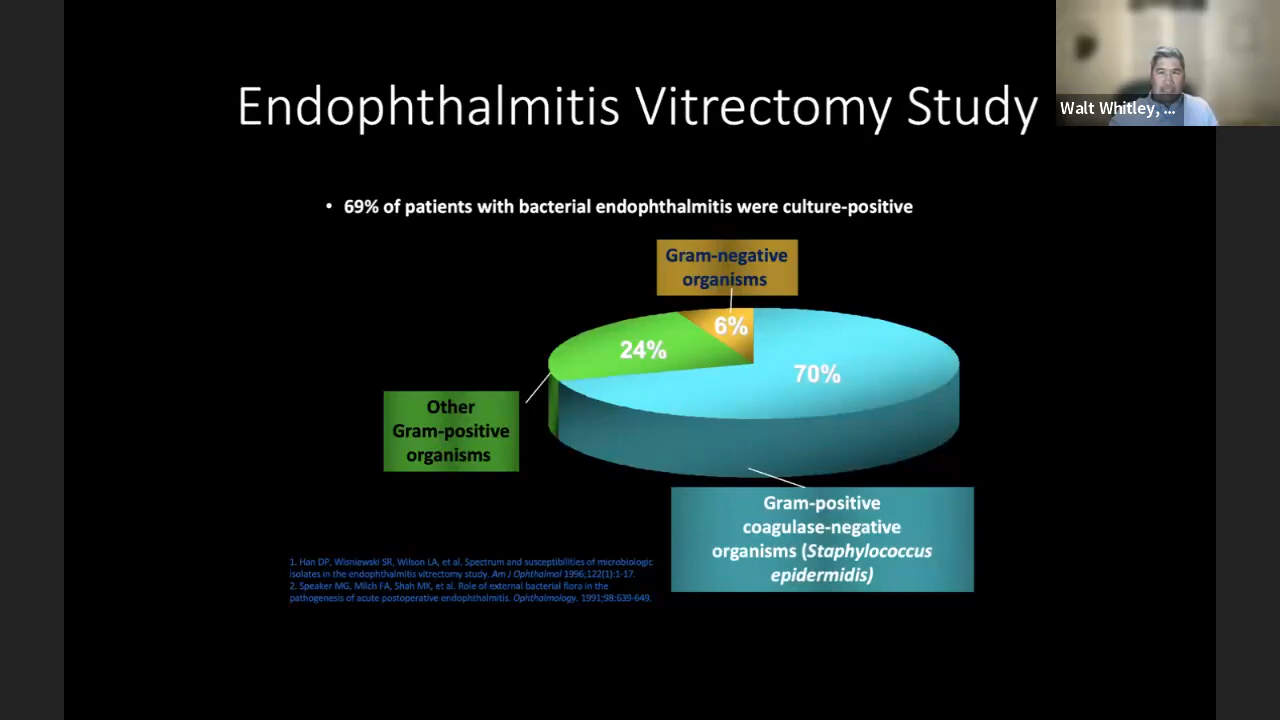 Endophthalmitis Vitrectomy Study
Walt Whitley, ...
• 69% of patients with bacterial endophthalmitis were culture-positive
Gram-negative
organisms
6%
24%
70%
Other
Gram-positive
organisms
Gram-positive
coagulase-negative
organisms (Staphylococcus
epidermidis)
1. Han DP, Wisniewski SR, Wilson LA, et al. Spectrum and susceptibilities of microbiologic
isolates in the endophthalmitis vitrectomy study. Am J Ophthalmol 1996;122(1):1-17.
2. Speaker MG, Milch FA, Shah MK, et al. Role of external bacterial flora in the
pathogenesis of acute postoperative endophthalmitis. Ophthalmology. 1991;98:639-649.